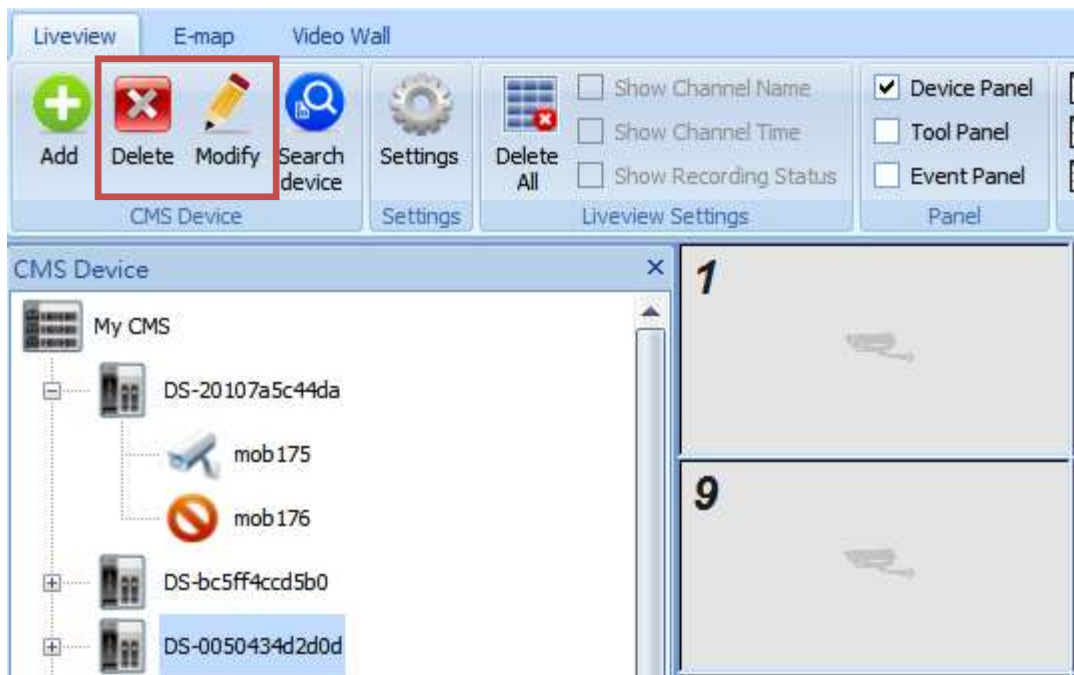 Liveview E-map Video Wall
Add Delete Modify Search device Settings Delete All
Show Channel Name
Show Channel Time
Show Recording Status
Device Panel
Tool Panel
Event Panel
CMS Device Settings Liveview Settings Panel
CMS Device
My CMS
DS-20107a5c44da
mob175
mob176
DS-bc5ff4ccd5b0
DS-0050434d2d0d
1
9